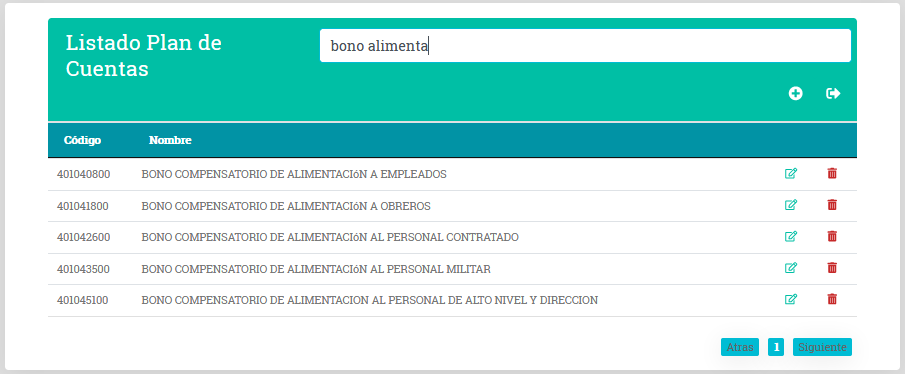 Listado Plan de
Cuentas
bono alimenta
Código Nombre
401040800 BONO COMPENSATORIO DE ALIMENTACIóN A EMPLEADOS
401041800 BONO COMPENSATORIO DE ALIMENTACIóN A OBREROS
401042600 BONO COMPENSATORIO DE ALIMENTACIóN AL PERSONAL CONTRATADO
401043500 BONO COMPENSATORIO DE ALIMENTACIóN AL PERSONAL MILITAR
401045100 BONO COMPENSATORIO DE ALIMENTACION AL PERSONAL DE ALTO NIVEL Y DIRECCION
Atras 1 Siguiente